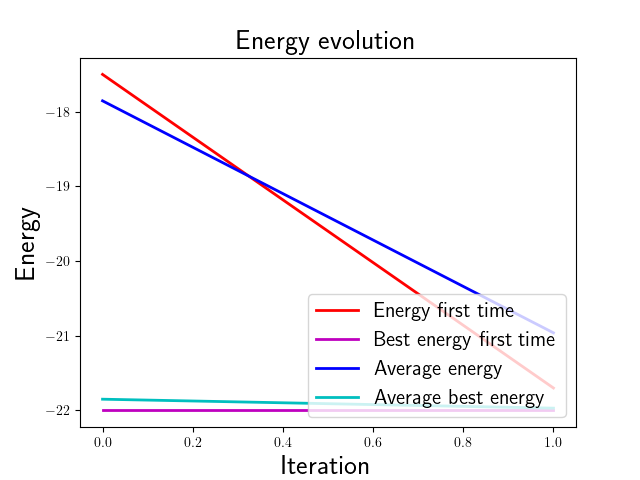 Energy evolution
Energy
−18
−19
−20
−21
−22
Energy first time
Best energy first time
Average energy
Average best energy
0.0 0.2 0.4 0.6 0.8 1.0
Iteration